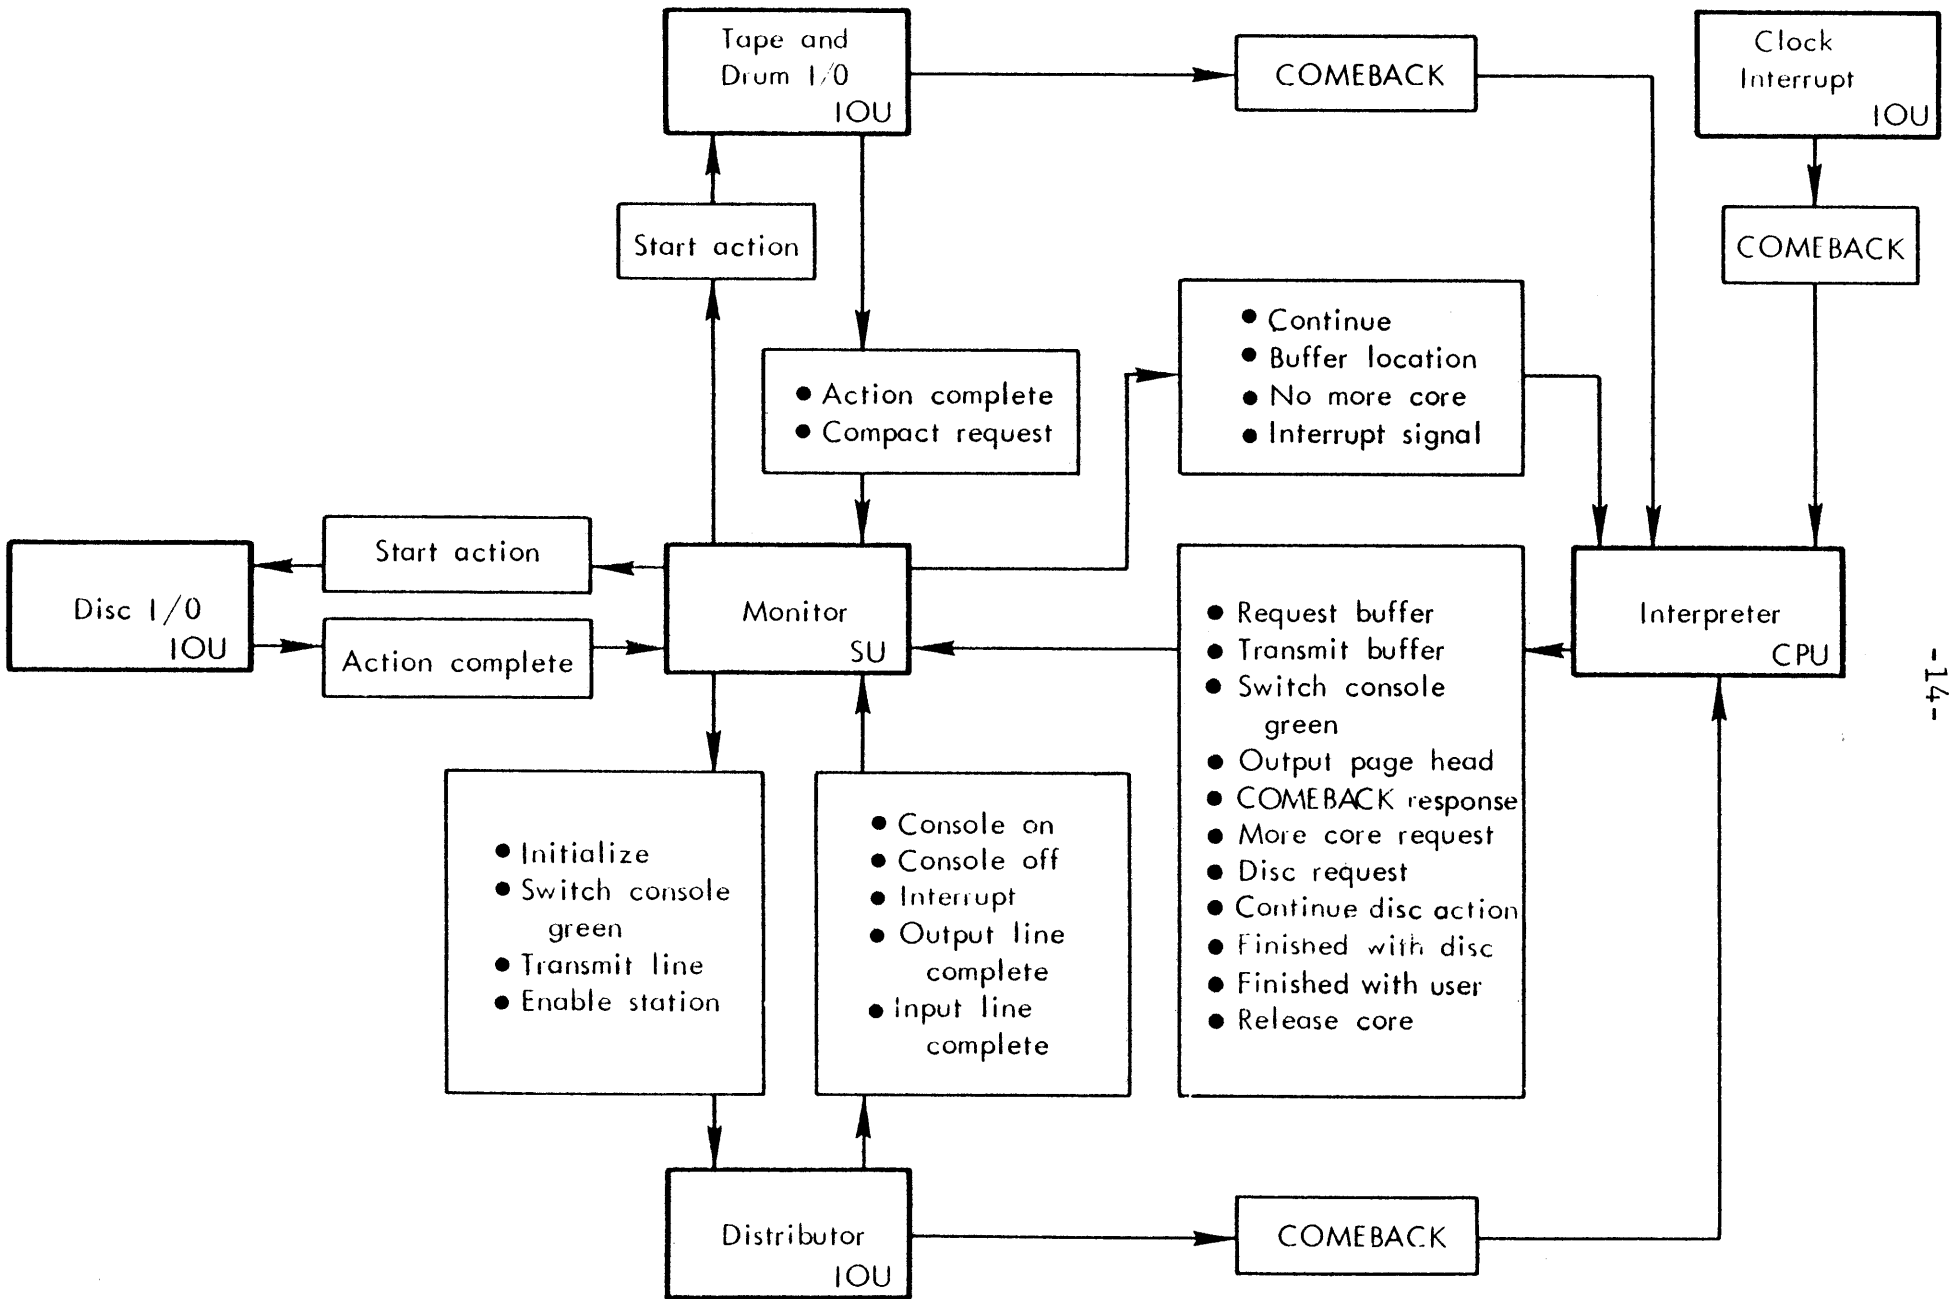 Tape and
Drum I/O
IOU
COMEBACK
Clock
Interrupt
IOU
Start action
COMEBACK
● Continue
● Buffer location
● No more core
● Interrupt signal
● Action complete
● Compact request
Start action
Disc I/O
IOU
Action complete
Monitor
SU
● Request buffer
● Transmit buffer
● Switch console
green
● Output page head
● COMEBACK response
● More core request
● Disc request
● Continue disc action
● Finished with disc
● Finished with user
● Release core
Interpreter
CPU
-14-
● Initialize
● Switch console
green
● Transmit line
● Enable station
● Console on
● Console off
● Interrupt
● Output line
complete
● Input line
complete
Distributor
IOU
COMEBACK